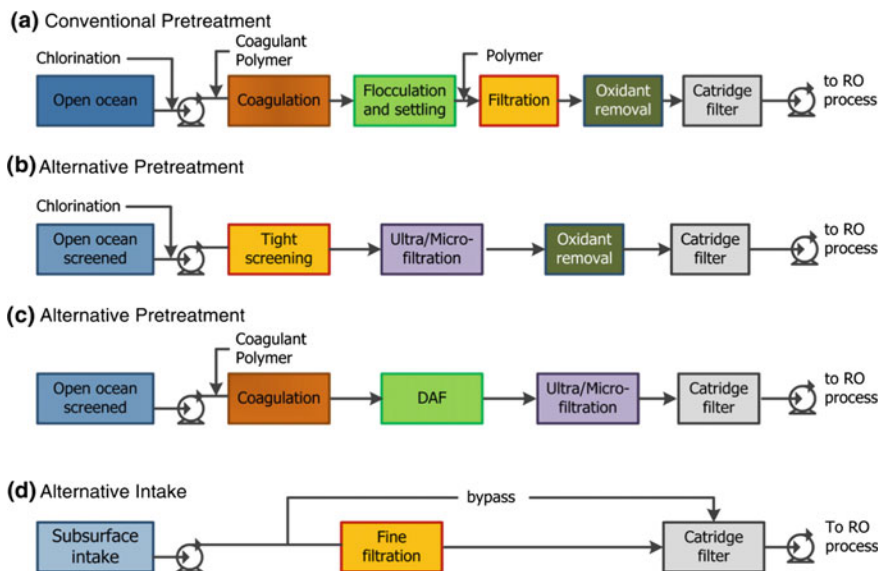 (a) Conventional Pretreatment
Chlorination
Coagulant
Polymer
Polymer
Open ocean
Coagulation
Flocculation
and settling
Filtration
Oxidant
removal
Catridge
filter
to RO
process
(b) Alternative Pretreatment
Chlorination
Open ocean
screened
Tight
screening
Ultra/Micro-
filtration
Oxidant
removal
Catridge
filter
to RO
process
(c) Alternative Pretreatment
Coagulant
Polymer
Open ocean
screened
Coagulation
DAF
Ultra/Micro-
filtration
Catridge
filter
to RO
process
(d) Alternative Intake
bypass
Subsurface
intake
Fine
filtration
Catridge
filter
To RO
process